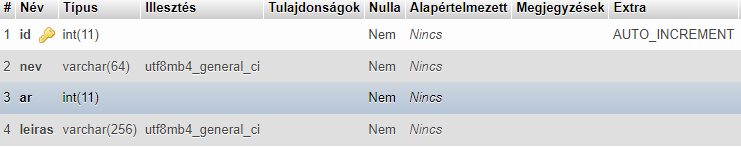 # Név Típus Illesztés Tulajdonságok Nulla Alapértelmezett Megjegyzések Extra
1 id int(11) Nem Nincs AUTO_INCREMENT
2 nev varchar(64) utf8mb4_general_ci Nem Nincs
3 ar int(11) Nem Nincs
4 leiras varchar(256) utf8mb4_general_ci Nem Nincs